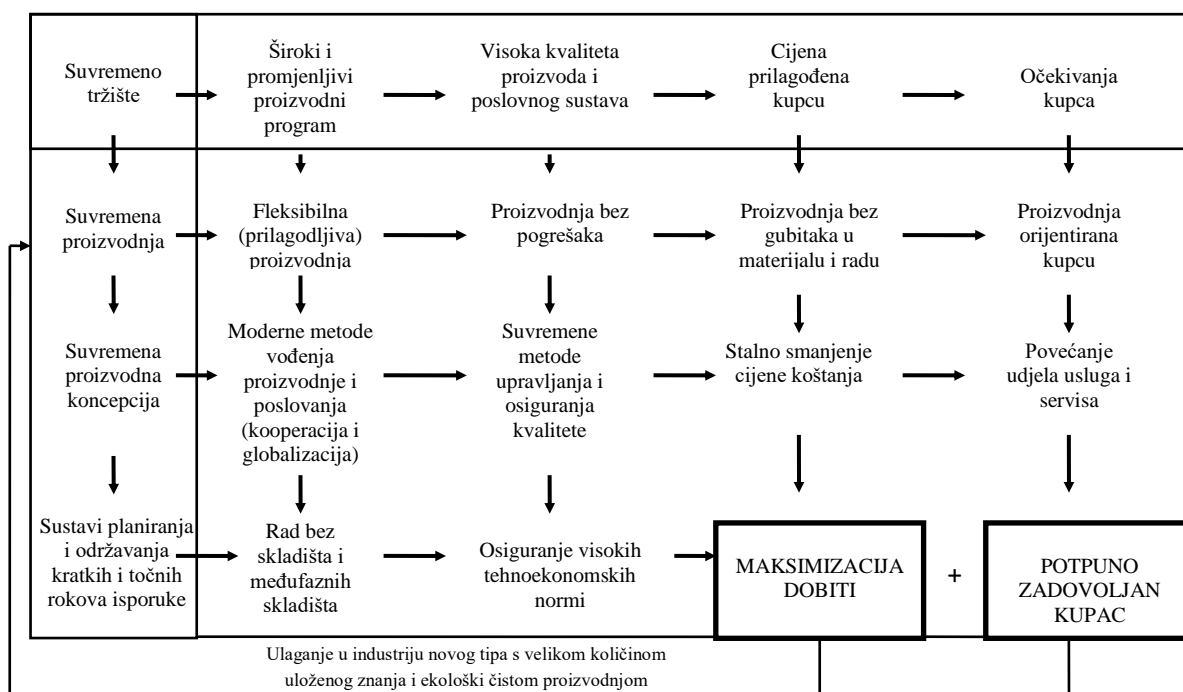 Suvremeno
tržište
Široki i
promjenljivi
proizvodni
program
Visoka kvaliteta
proizvoda i
poslovnog sustava
Cijena
prilagođena
kupcu
Očekivanja
kupca
Suvremena
proizvodnja
Fleksibilna
(prilagodljiva)
proizvodnja
Proizvodnja bez
pogrešaka
Proizvodnja bez
gubitaka u
materijalu i radu
Proizvodnja
orijentirana
kupcu
Suvremena
proizvodna
koncepcija
Moderne metode
vođenja
proizvodnje i
poslovanja
(kooperacija i
globalizacija)
Suvremene
metode
upravljanja i
osiguranja
kvalitete
Stalno smanjenje
cijene koštanja
Povećanje
udjela usluga i
servisa
Sustavi planiranja
i održavanja
kratkih i točnih
rokova isporuke
Rad bez
skladišta i
međufaznih
skladišta
Osiguranje visokih
tehnoekonomskih
normi
MAKSIMIZACIJA
DOBITI
+
POTPUNO
ZADOVOLJAN
KUPAC
Ulaganje u industriju novog tipa s velikom količinom
uloženog znanja i ekološki čistom proizvodnjom